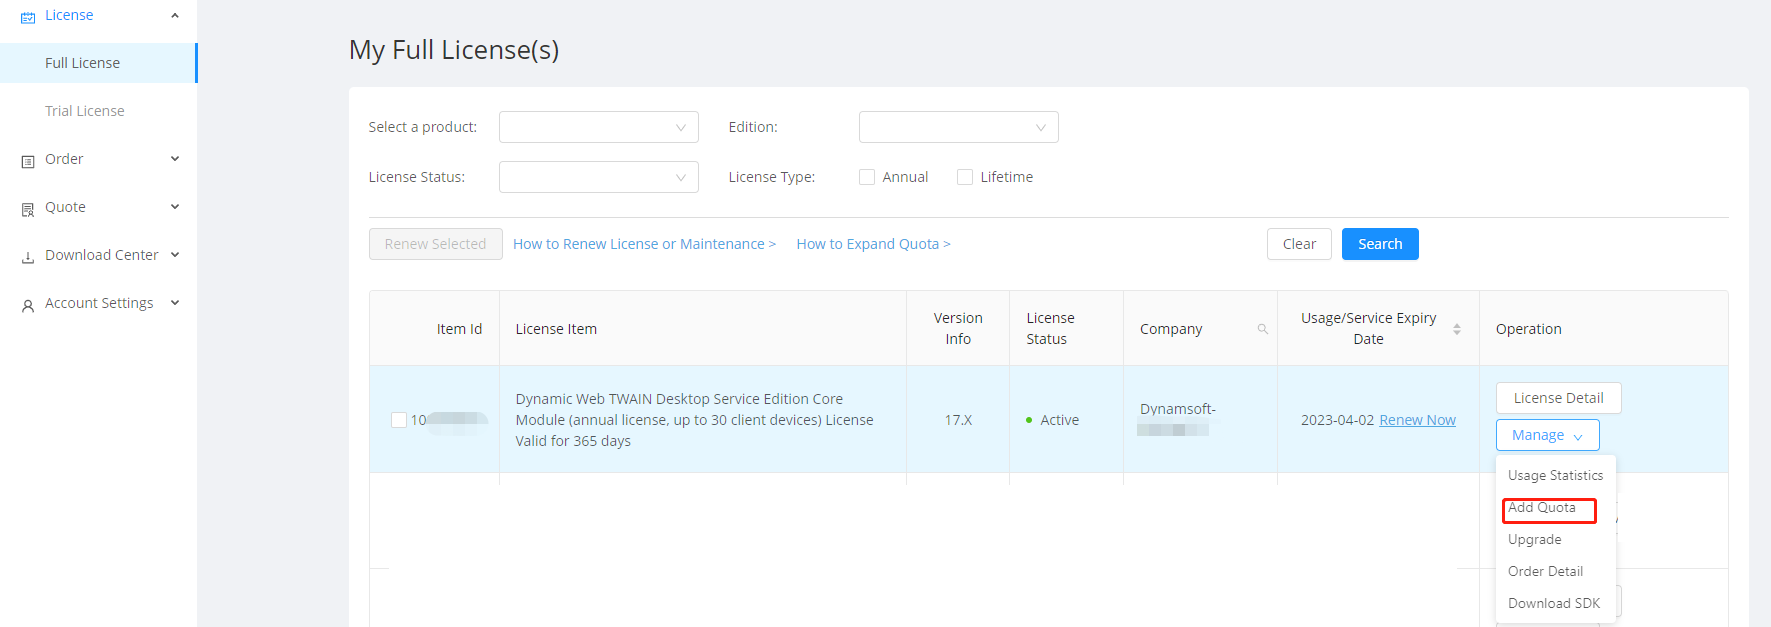 License
Full License
Trial License
Order
Quote
Download Center
Account Settings
My Full License(s)
Select a product:
Edition:
License Status:
License Type:
Annual
Lifetime
Renew Selected
How to Renew License or Maintenance >
How to Expand Quota >
Clear
Search
Item Id
License Item
Version
Info
License
Status
Company
Usage/Service Expiry
Date
Operation
10
Dynamic Web TWAIN Desktop Service Edition Core
Module (annual license, up to 30 client devices) License
Valid for 365 days
17.X
Active
Dynamsoft-
2023-04-02 Renew Now
License Detail
Manage
Usage Statistics
Add Quota
Upgrade
Order Detail
Download SDK